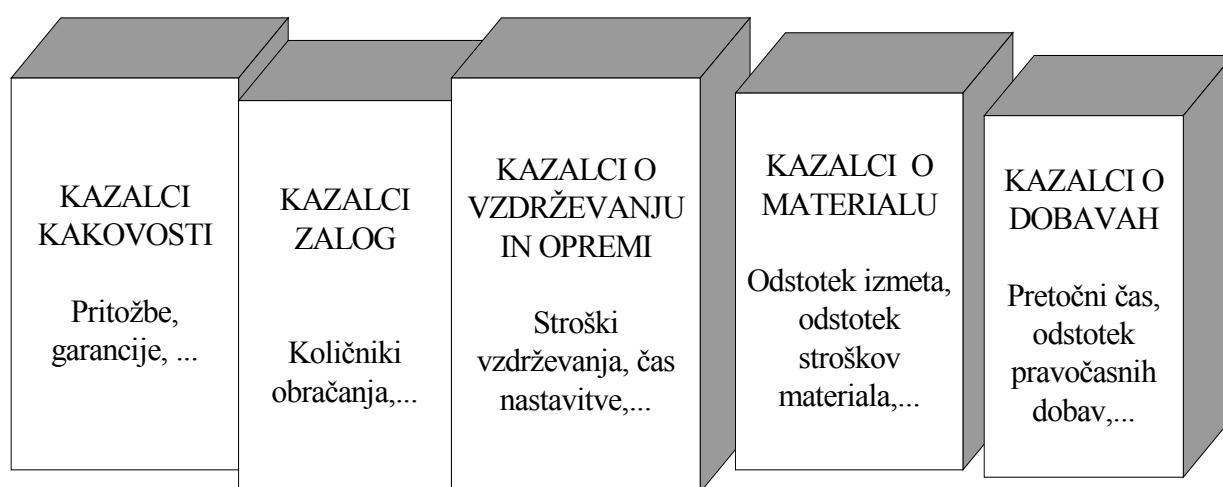 KAZALCI
KAKOVOSTI
Pritožbe,
garancije, ...
KAZALCI
ZALOG
Količniki
obračanja,...
KAZALCI O
VZDRŽEVANJU
IN OPREMI
Stroški
vzdrževanja, čas
nastavitve,...
KAZALCI O
MATERIALU
Odstotek izmeta,
odstotek
stroškov
materiala,...
KAZALCI O
DOBAVAH
Pretočni čas,
odstotek
pravočasnih
dobav,...